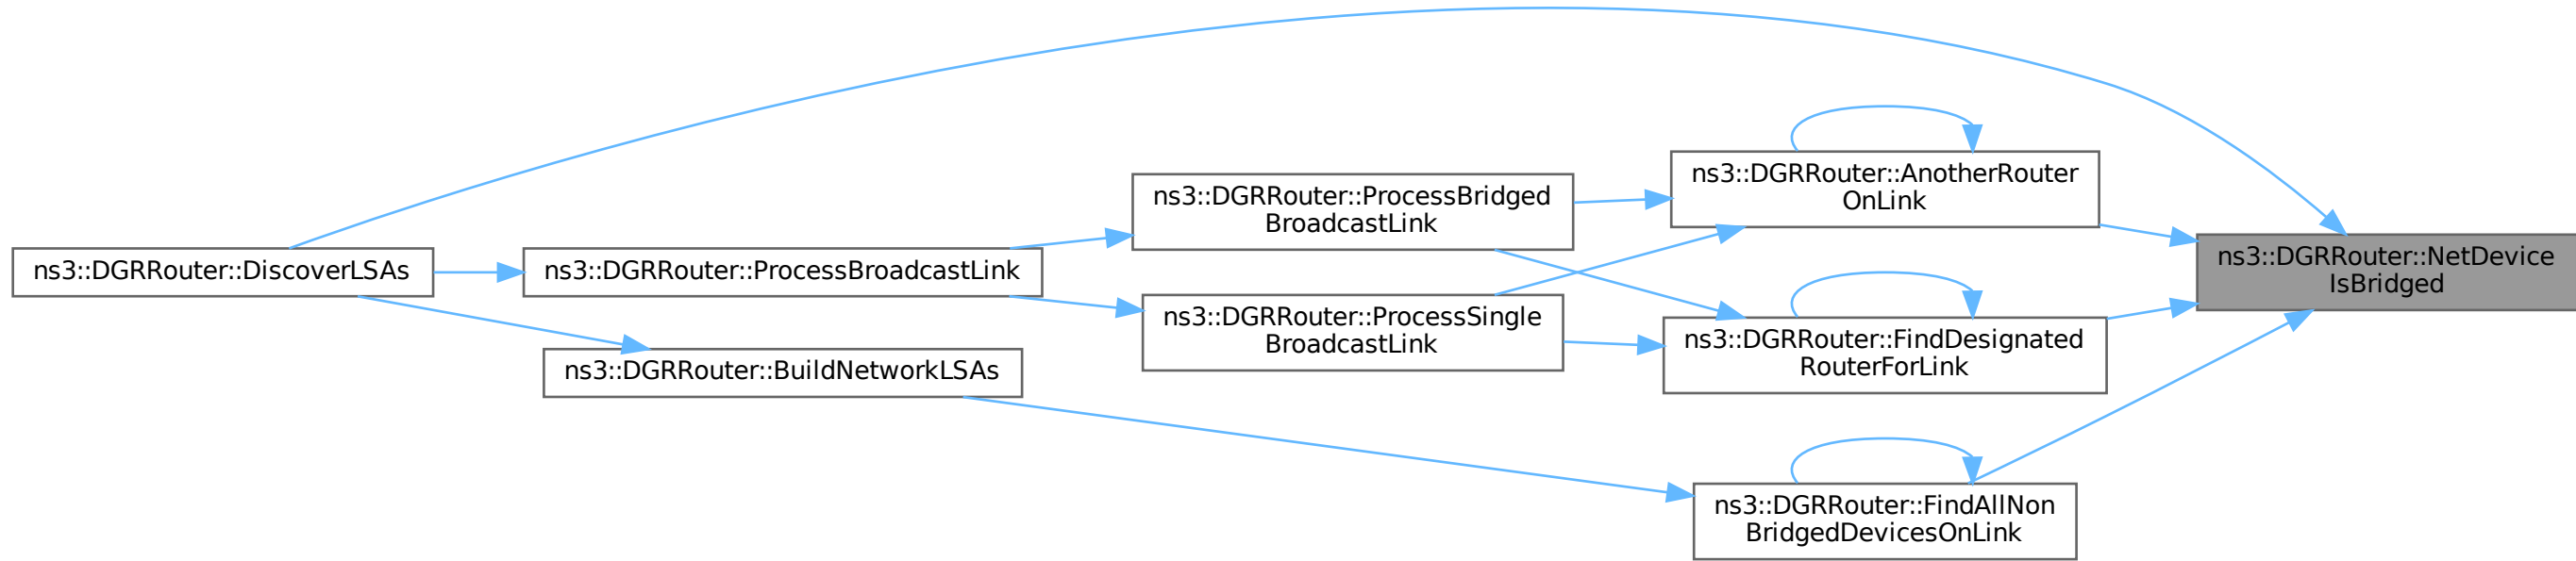 ns3::DGRRouter::DiscoverLSAs
ns3::DGRRouter::ProcessBroadcastLink
ns3::DGRRouter::BuildNetworkLSAs
ns3::DGRRouter::ProcessBridged
BroadcastLink
ns3::DGRRouter::ProcessSingle
BroadcastLink
ns3::DGRRouter::AnotherRouter
OnLink
ns3::DGRRouter::FindDesignated
RouterForLink
ns3::DGRRouter::FindAllNon
BridgedDevicesOnLink
ns3::DGRRouter::NetDevice
IsBridged